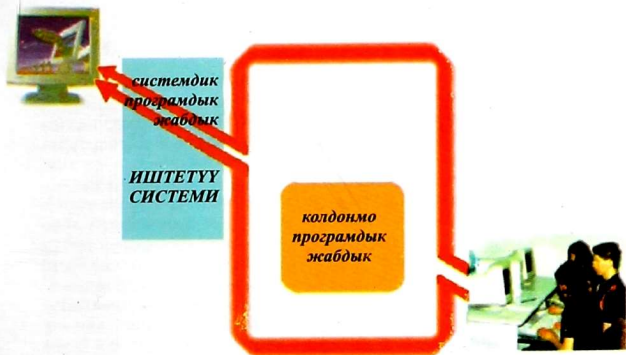 системдик
програмдык
жабдык
ИШТЕТҮҮ
СИСТЕМИ
колдонмо
програмдык
жабдык